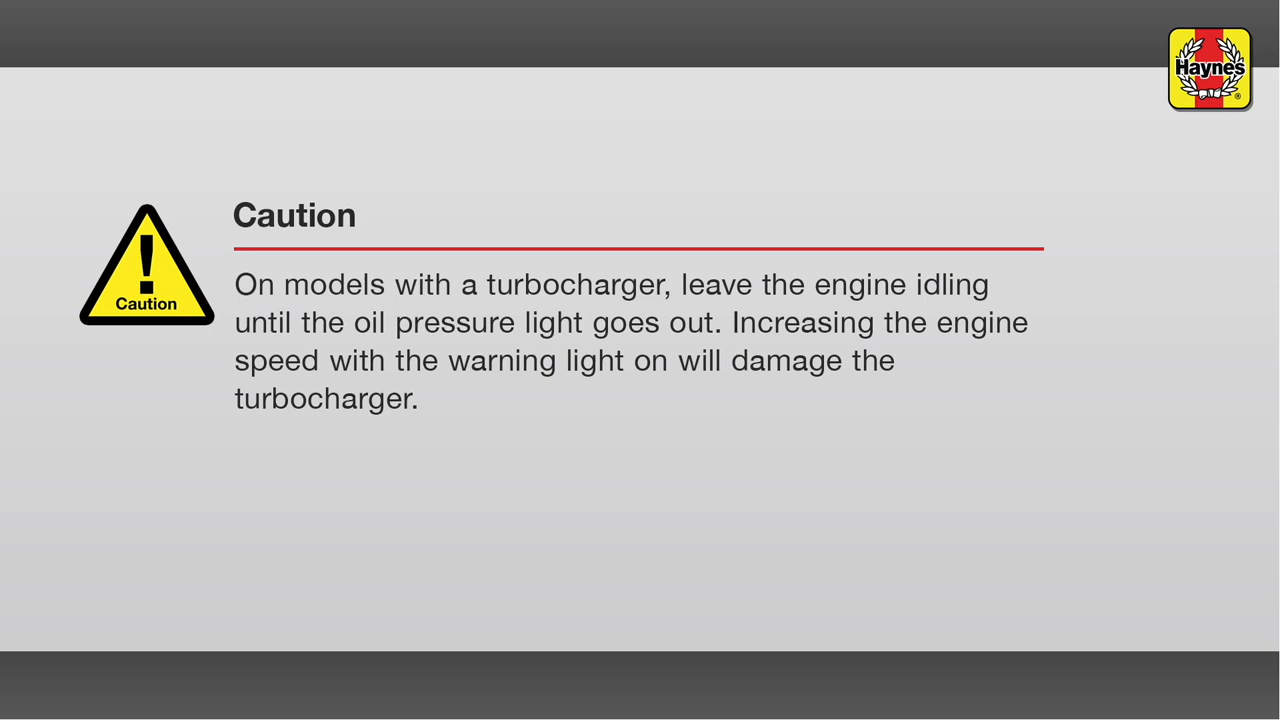 Haynes
®
Caution
Caution
On models with a turbocharger, leave the engine idling
until the oil pressure light goes out. Increasing the engine
speed with the warning light on will damage the
turbocharger.